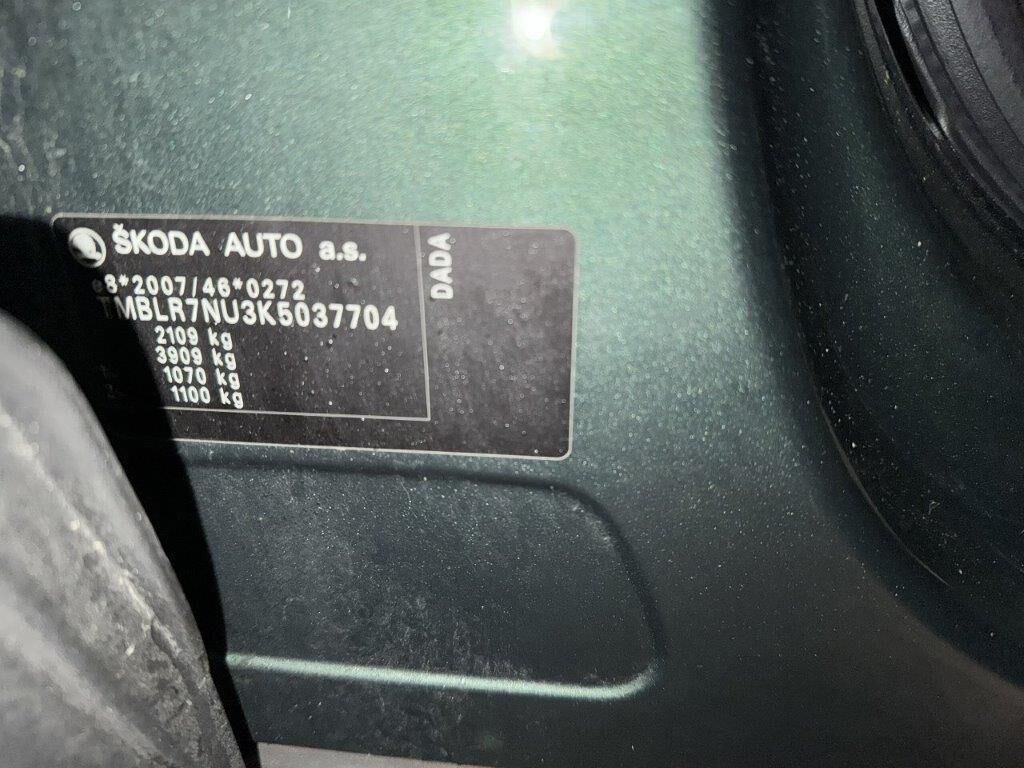 ŠKODA AUTO a.s.
e8*2007/46*0272
TMBLR7NU3K5037704
2109 kg
3909 kg
1070 kg
1100 kg
DADA